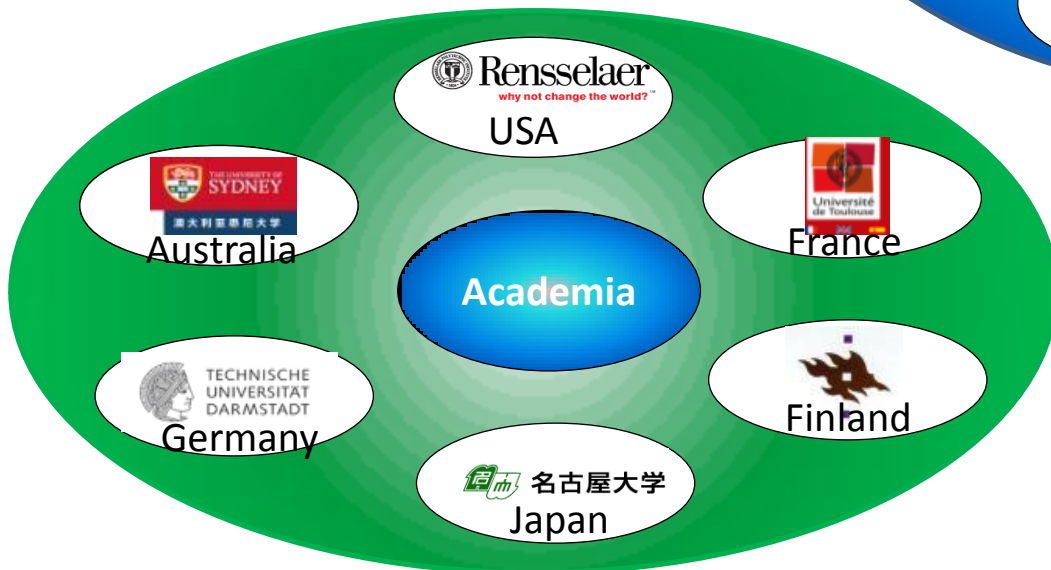 Rensselaer
why not change the world?
USA
THE UNIVERSITY OF
SYDNEY
澳大利亚悉尼大学
Australia
Université
de Toulouse
France
Academia
TECHNISCHE
UNIVERSITÄT
DARMSTADT
Germany
Finland
名古屋大学
Japan